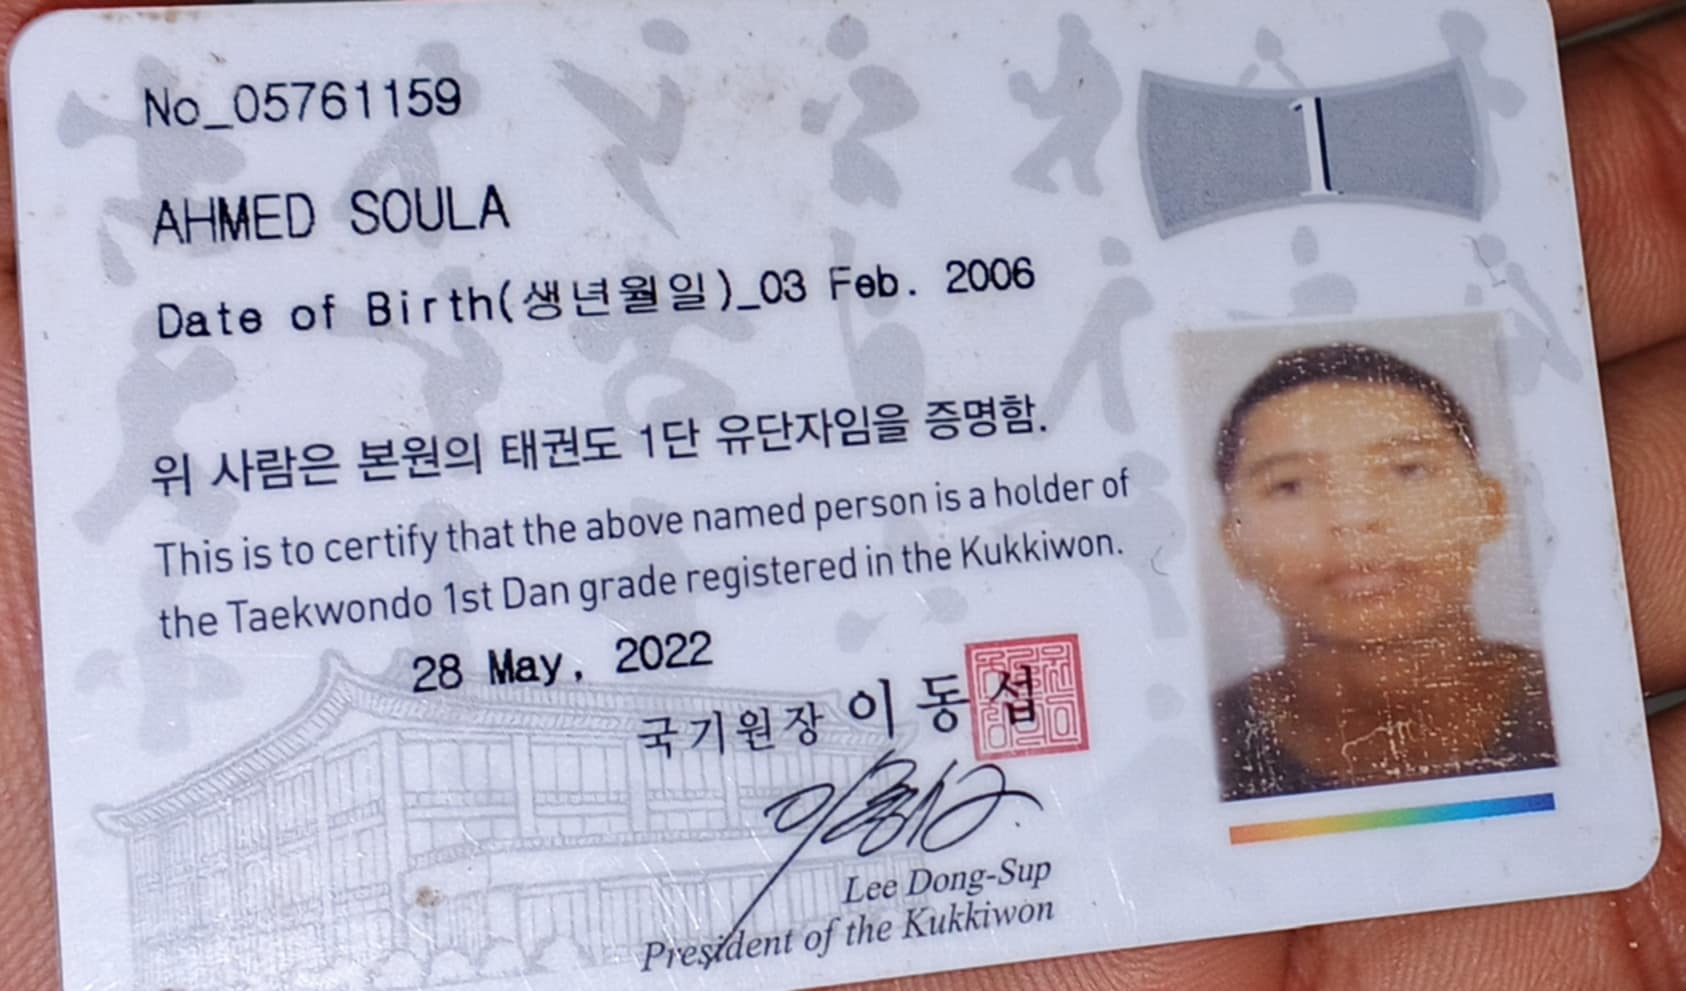 No_05761159
1
AHMED SOULA
Date of Birth(생년월일)_03 Feb. 2006
위 사람은 본원의 태권도 1단 유단자임을 증명함.
This is to certify that the above named person is a holder of
the Taekwondo 1st Dan grade registered in the Kukkiwon.
28 May, 2022
국기원장 이동섭
Lee Dong-Sup
President of the Kukkiwon